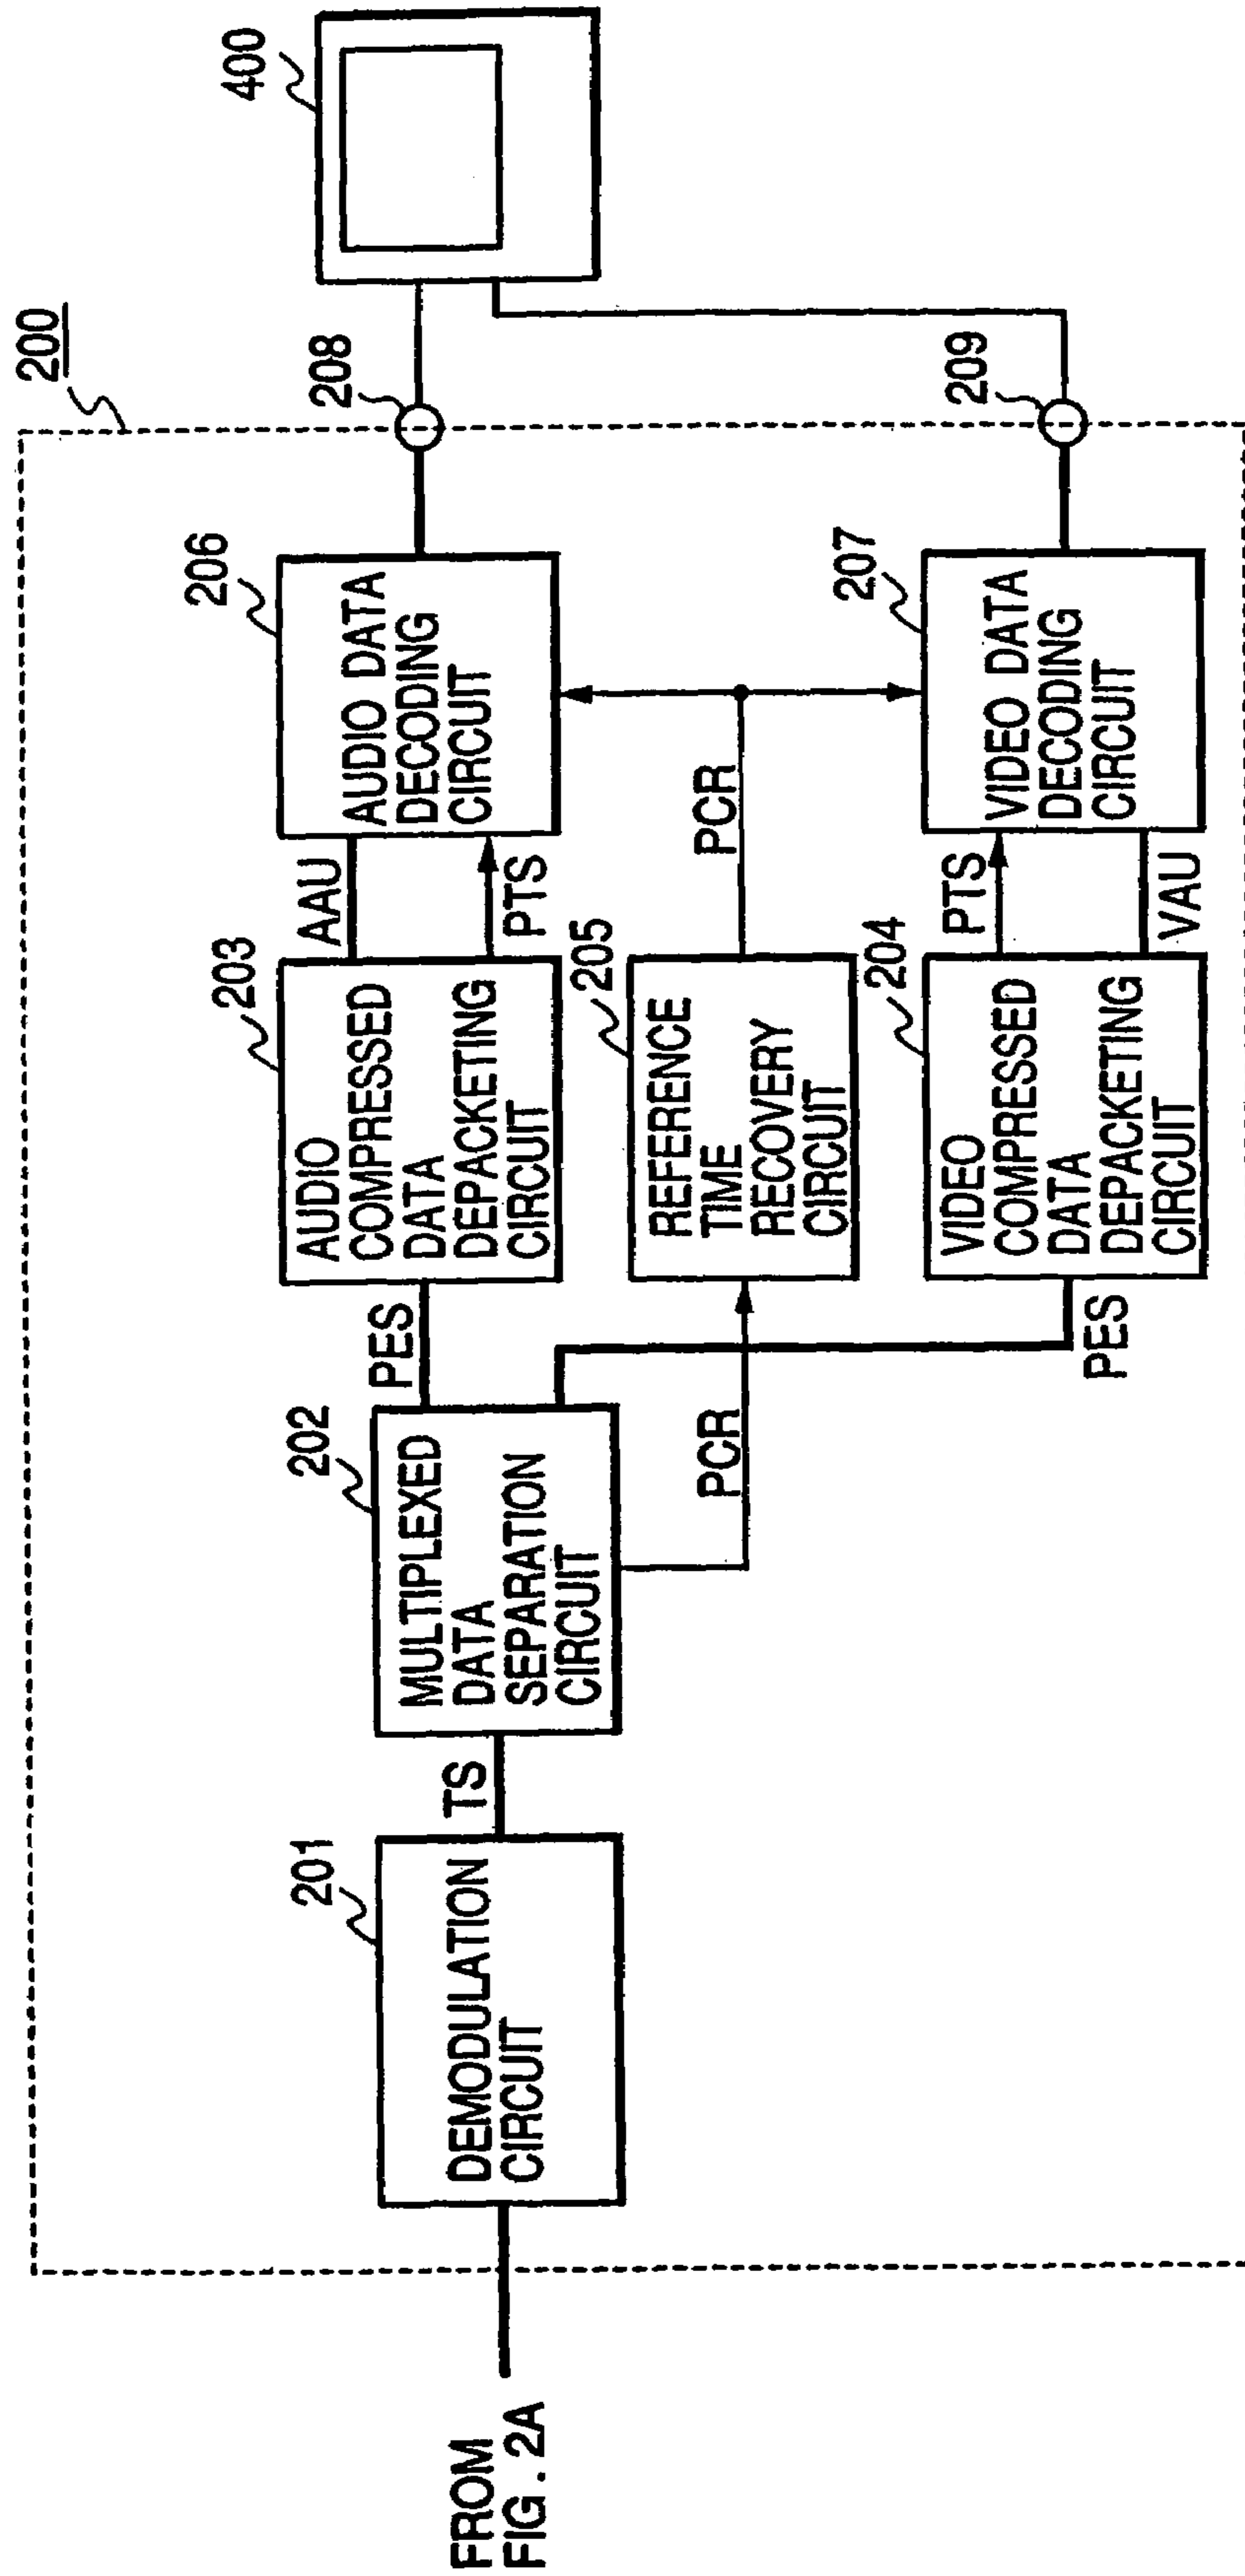 FROM
FIG. 2A
200
201
DEMODULATION
CIRCUIT
TS
202
MULTIPLEXED
DATA
SEPARATION
CIRCUIT
PES
PCR
PES
203
AUDIO
COMPRESSED
DATA
DEPACKETING
CIRCUIT
205
REFERENCE
TIME
RECOVERY
CIRCUIT
204
VIDEO
COMPRESSED
DATA
DEPACKETING
CIRCUIT
AAU
PTS
PCR
PTS
VAU
206
AUDIO DATA
DECODING
CIRCUIT
207
VIDEO DATA
DECODING
CIRCUIT
208
209
400